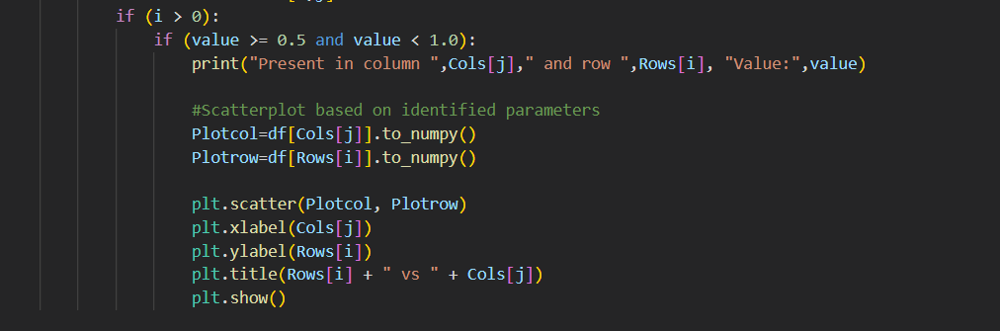 if (i > 0):
if (value >= 0.5 and value < 1.0):
print("Present in column ",Cols[j]," and row ",Rows[i], "Value:",value)
#Scatterplot based on identified parameters
Plotcol=df[Cols[j]].to_numpy()
Plotrow=df[Rows[i]].to_numpy()
plt.scatter(Plotcol, Plotrow)
plt.xlabel(Cols[j])
plt.ylabel(Rows[i])
plt.title(Rows[i] + " vs " + Cols[j])
plt.show()